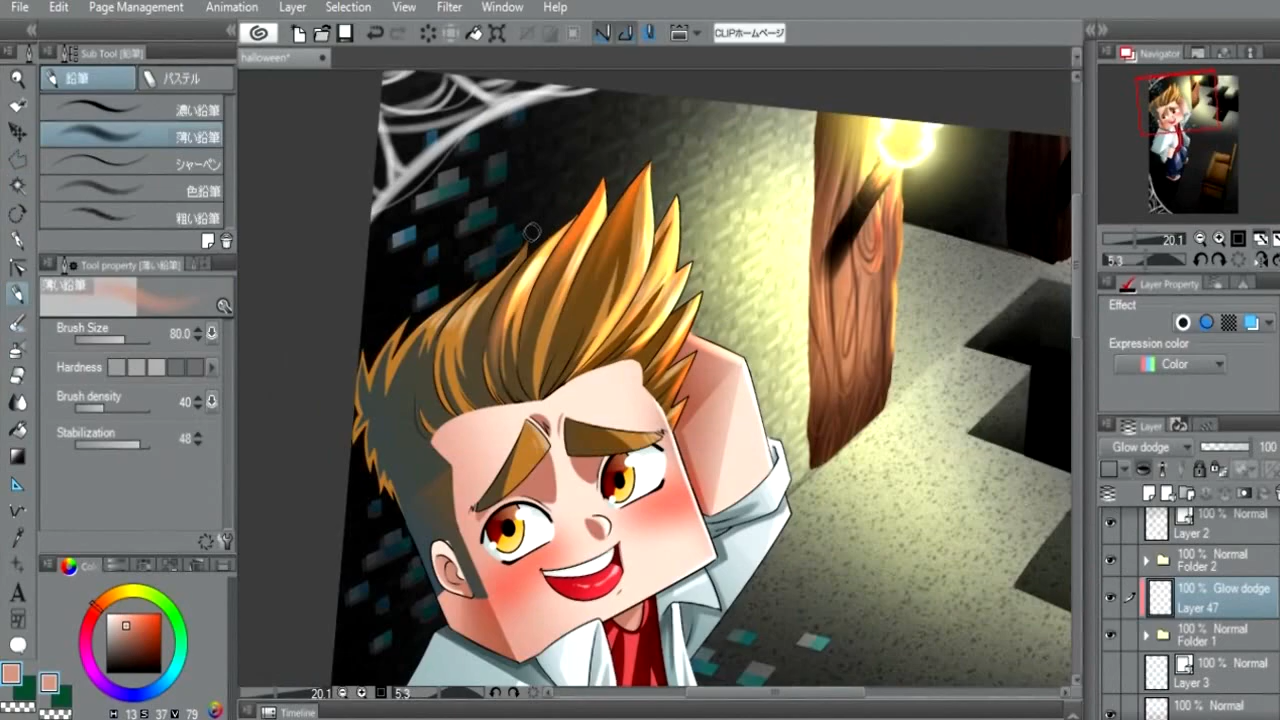 File Edit Page Management Animation Layer Selection View Filter Window Help
CLIPホームページ
Sub Tool [鉛筆]
halloween*
Navigator
鉛筆 パステル
濃い鉛筆
薄い鉛筆
シャーペン
色鉛筆
粗い鉛筆
20.1
5.3
Tool property [薄い鉛筆]
薄い鉛筆
Layer Property
Effect
Brush Size 80.0
Expression color
Hardness
Color
Brush density 40
Stabilization 48
Layer
Glow dodge 100
100 % Normal
Layer 2
100 % Normal
Folder 2
100 % Glow dodge
Layer 47
100 % Normal
Folder 1
100 % Normal
Layer 3
100 % Normal
20.1 5.3
H 13 S 37 V 79
Timeline